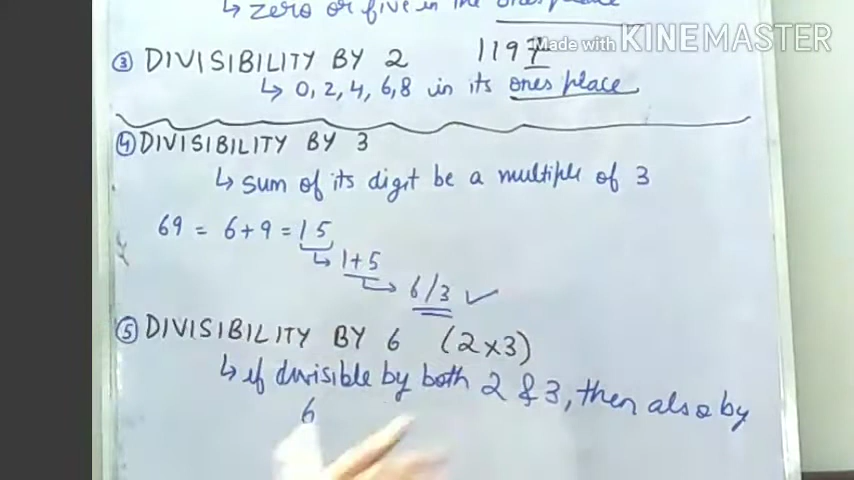 ↳ zero or five in the ones place
③ DIVISIBILITY BY 2 1197
Made with KINEMASTER
↳ 0, 2, 4, 6, 8 in its ones place
④ DIVISIBILITY BY 3
↳ sum of its digit be a multiple of 3
69 = 6+9 = 15
↳ 1+5
↳ 6/3 ✓
⑤ DIVISIBILITY BY 6 (2×3)
↳ if divisible by both 2 & 3, then also by
6